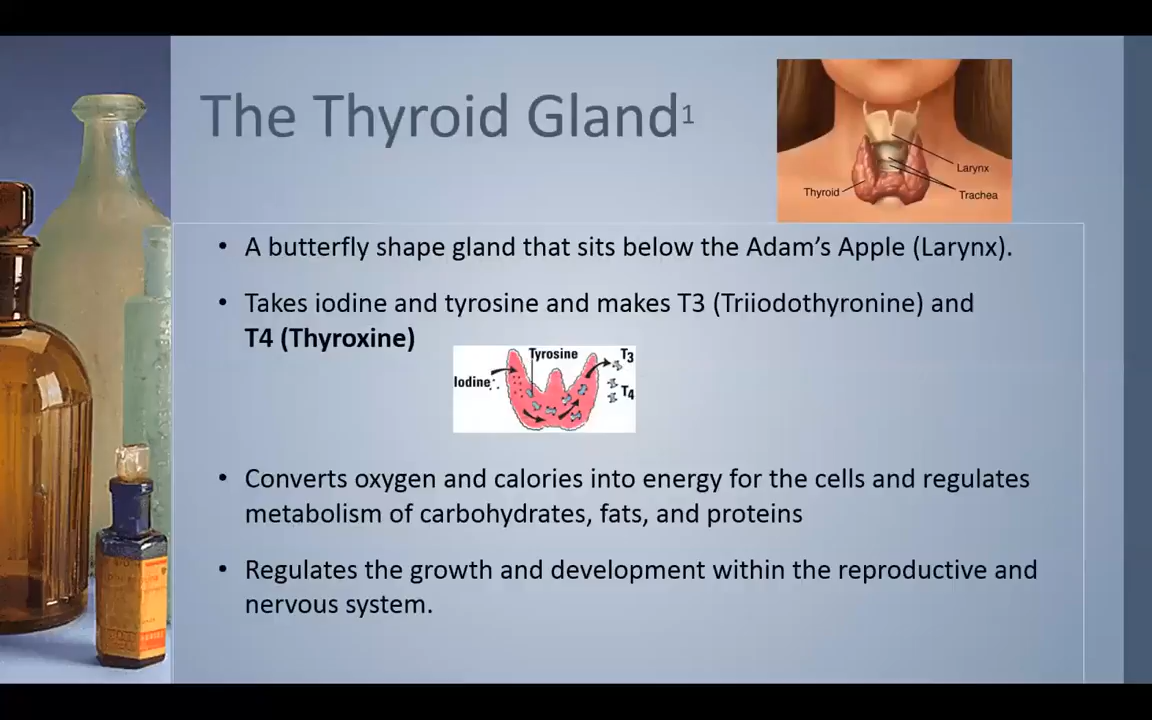 The Thyroid Gland1
Larynx
Thyroid
Trachea
• A butterfly shape gland that sits below the Adam’s Apple (Larynx).
• Takes iodine and tyrosine and makes T3 (Triiodothyronine) and
T4 (Thyroxine)
Tyrosine
T3
Iodine
T4
• Converts oxygen and calories into energy for the cells and regulates
metabolism of carbohydrates, fats, and proteins
• Regulates the growth and development within the reproductive and
nervous system.